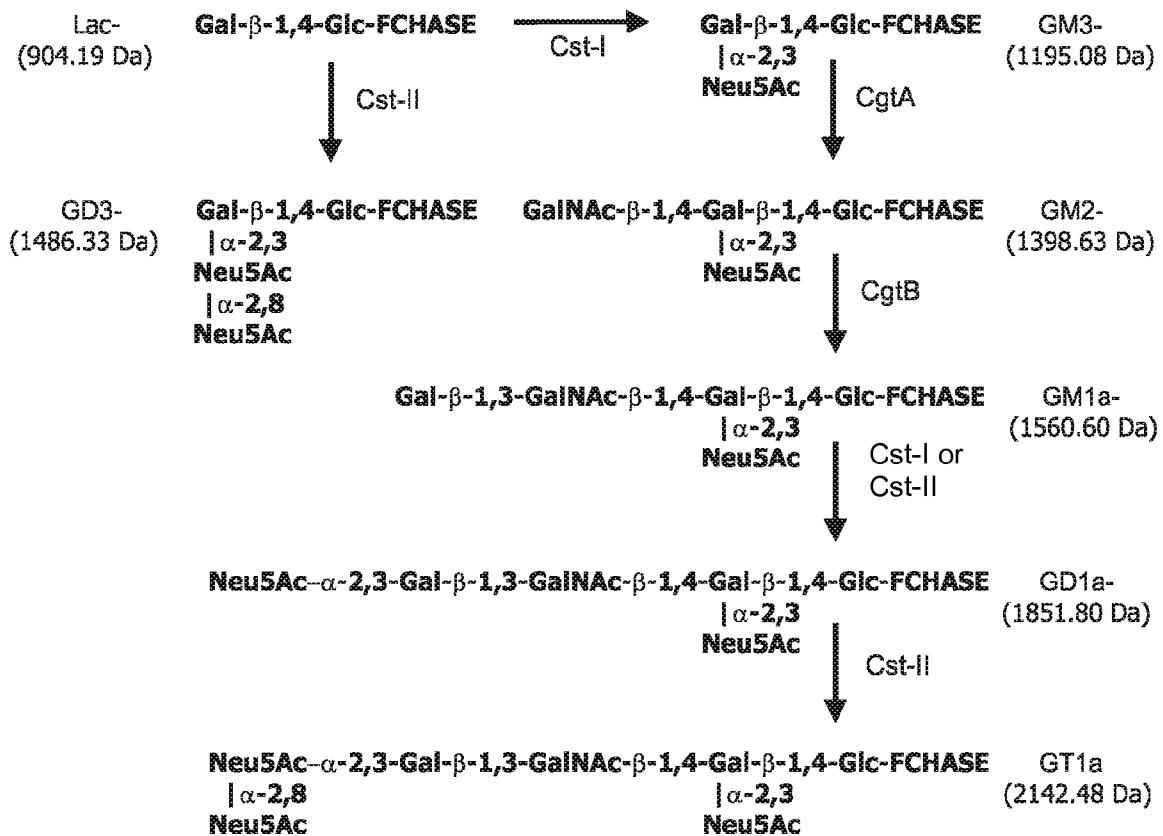 Lac- Gal-β-1,4-Glc-FCHASE Cst-I Gal-β-1,4-Glc-FCHASE GM3-
(904.19 Da) |α-2,3 (1195.08 Da)
Neu5Ac
Cst-II CgtA
GD3- Gal-β-1,4-Glc-FCHASE GalNAc-β-1,4-Gal-β-1,4-Glc-FCHASE GM2-
(1486.33 Da) |α-2,3 |α-2,3 (1398.63 Da)
Neu5Ac Neu5Ac
|α-2,8 CgtB
Neu5Ac
Gal-β-1,3-GalNAc-β-1,4-Gal-β-1,4-Glc-FCHASE GM1a-
|α-2,3 (1560.60 Da)
Neu5Ac Cst-I or
Cst-II
Neu5Ac-α-2,3-Gal-β-1,3-GalNAc-β-1,4-Gal-β-1,4-Glc-FCHASE GD1a-
|α-2,3 (1851.80 Da)
Neu5Ac Cst-II
Neu5Ac-α-2,3-Gal-β-1,3-GalNAc-β-1,4-Gal-β-1,4-Glc-FCHASE GT1a
|α-2,8 |α-2,3 (2142.48 Da)
Neu5Ac Neu5Ac